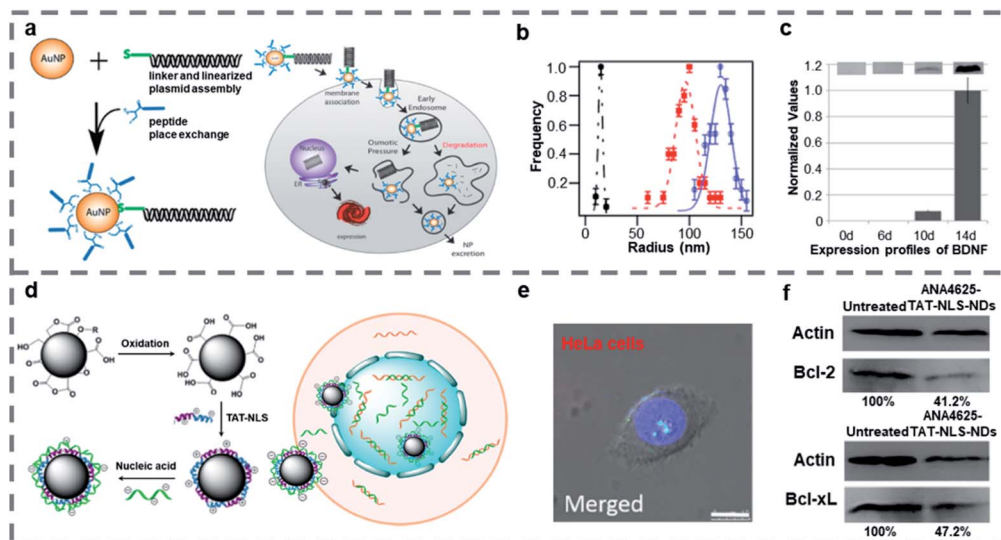 a
AuNP
+
S
linker and linearized
plasmid assembly
peptide
place exchange
AuNP
S
membrane
association
Early
Endosome
Osmotic
Pressure
Degradation
Nucleus
ER
expression
NP
excretion
b
Frequency
1.0
0.8
0.6
0.4
0.2
0 50 100 150
Radius (nm)
c
Normalized Values
1.2
1.0
0.8
0.6
0.4
0.2
0
0d 6d 10d 14d
Expression profiles of BDNF
d
Oxidation
TAT-NLS
Nucleic acid
e
HeLa cells
Merged
f
ANA4625-
Untreated TAT-NLS-NDs
Actin
Bcl-2
100% 41.2%
ANA4625-
Untreated TAT-NLS-NDs
Actin
Bcl-xL
100% 47.2%